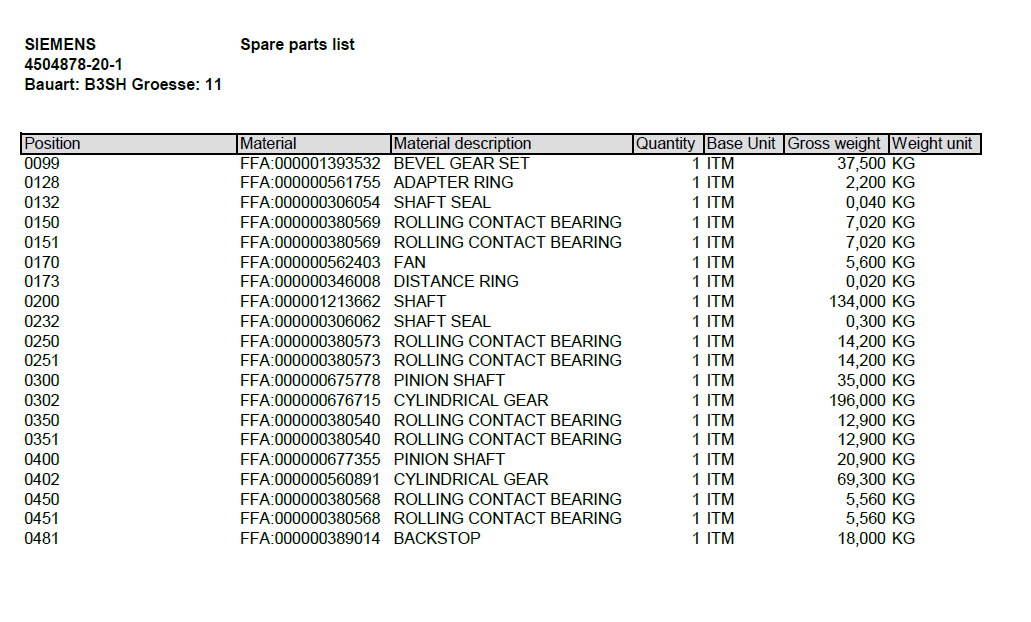 SIEMENS Spare parts list
4504878-20-1
Bauart: B3SH Groesse: 11
Position Material Material description Quantity Base Unit Gross weight Weight unit
0099 FFA:000001393532 BEVEL GEAR SET 1 ITM 37,500 KG
0128 FFA:000000561755 ADAPTER RING 1 ITM 2,200 KG
0132 FFA:000000306054 SHAFT SEAL 1 ITM 0,040 KG
0150 FFA:000000380569 ROLLING CONTACT BEARING 1 ITM 7,020 KG
0151 FFA:000000380569 ROLLING CONTACT BEARING 1 ITM 7,020 KG
0170 FFA:000000562403 FAN 1 ITM 5,600 KG
0173 FFA:000000346008 DISTANCE RING 1 ITM 0,020 KG
0200 FFA:000001213662 SHAFT 1 ITM 134,000 KG
0232 FFA:000000306062 SHAFT SEAL 1 ITM 0,300 KG
0250 FFA:000000380573 ROLLING CONTACT BEARING 1 ITM 14,200 KG
0251 FFA:000000380573 ROLLING CONTACT BEARING 1 ITM 14,200 KG
0300 FFA:000000675778 PINION SHAFT 1 ITM 35,000 KG
0302 FFA:000000676715 CYLINDRICAL GEAR 1 ITM 196,000 KG
0350 FFA:000000380540 ROLLING CONTACT BEARING 1 ITM 12,900 KG
0351 FFA:000000380540 ROLLING CONTACT BEARING 1 ITM 12,900 KG
0400 FFA:000000677355 PINION SHAFT 1 ITM 20,900 KG
0402 FFA:000000560891 CYLINDRICAL GEAR 1 ITM 69,300 KG
0450 FFA:000000380568 ROLLING CONTACT BEARING 1 ITM 5,560 KG
0451 FFA:000000380568 ROLLING CONTACT BEARING 1 ITM 5,560 KG
0481 FFA:000000389014 BACKSTOP 1 ITM 18,000 KG